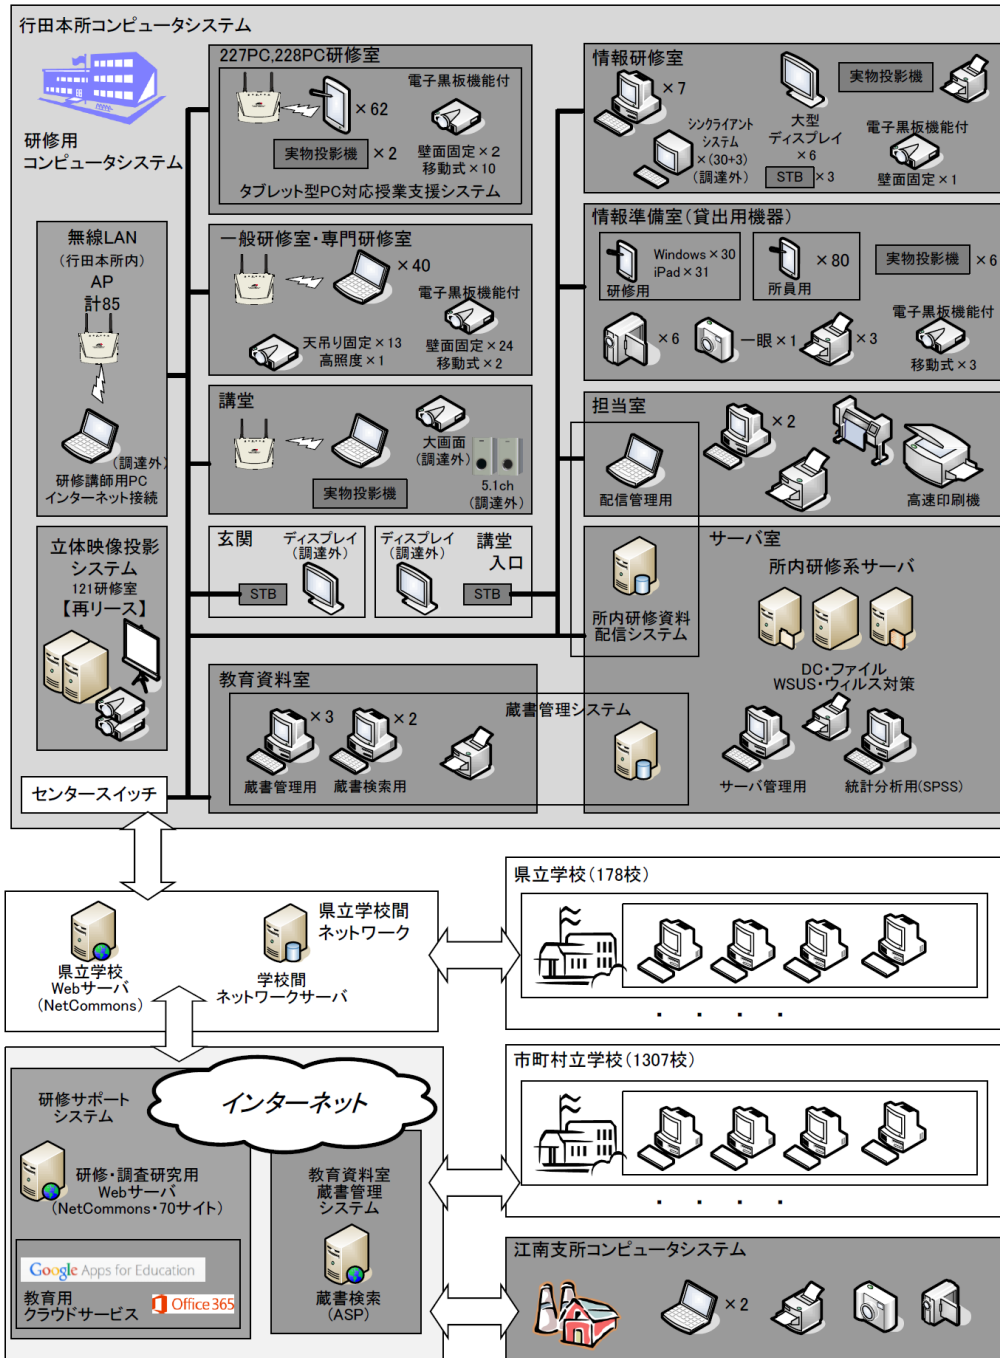 行田本所コンピュータシステム
研修用
コンピュータシステム
227PC,228PC研修室
×62
電子黒板機能付
実物投影機
×2
壁面固定×2
移動式×10
タブレット型PC対応授業支援システム
情報研修室
×7
シンクライアント
システム
×(30+3)
(調達外)
大型
ディスプレイ
×6
STB
×3
実物投影機
電子黒板機能付
壁面固定×1
無線LAN
(行田本所内)
AP
計85
(調達外)
研修講師用PC
インターネット接続
一般研修室・専門研修室
×40
電子黒板機能付
天吊り固定×13
高照度×1
壁面固定×24
移動式×2
情報準備室(貸出用機器)
Windows×30
iPad×31
研修用
×80
所員用
実物投影機
×6
×6
一眼×1
×3
電子黒板機能付
移動式×3
講堂
大画面
(調達外)
実物投影機
5.1ch
(調達外)
担当室
配信管理用
×2
高速印刷機
立体映像投影
システム
121研修室
【再リース】
玄関
ディスプレイ
(調達外)
STB
ディスプレイ
(調達外)
講堂
入口
STB
サーバ室
所内研修資料
配信システム
所内研修系サーバ
DC・ファイル
WSUS・ウィルス対策
サーバ管理用
統計分析用(SPSS)
教育資料室
蔵書管理システム
×3
×2
蔵書管理用
蔵書検索用
センタースイッチ
県立学校
Webサーバ
(NetCommons)
県立学校間
ネットワーク
学校間
ネットワークサーバ
県立学校(178校)
・ ・ ・ ・
市町村立学校(1307校)
・ ・ ・ ・
インターネット
研修サポート
システム
研修・調査研究用
Webサーバ
(NetCommons・70サイト)
Google Apps for Education
教育用
クラウドサービス
Office 365
教育資料室
蔵書管理
システム
蔵書検索
(ASP)
江南支所コンピュータシステム
×2